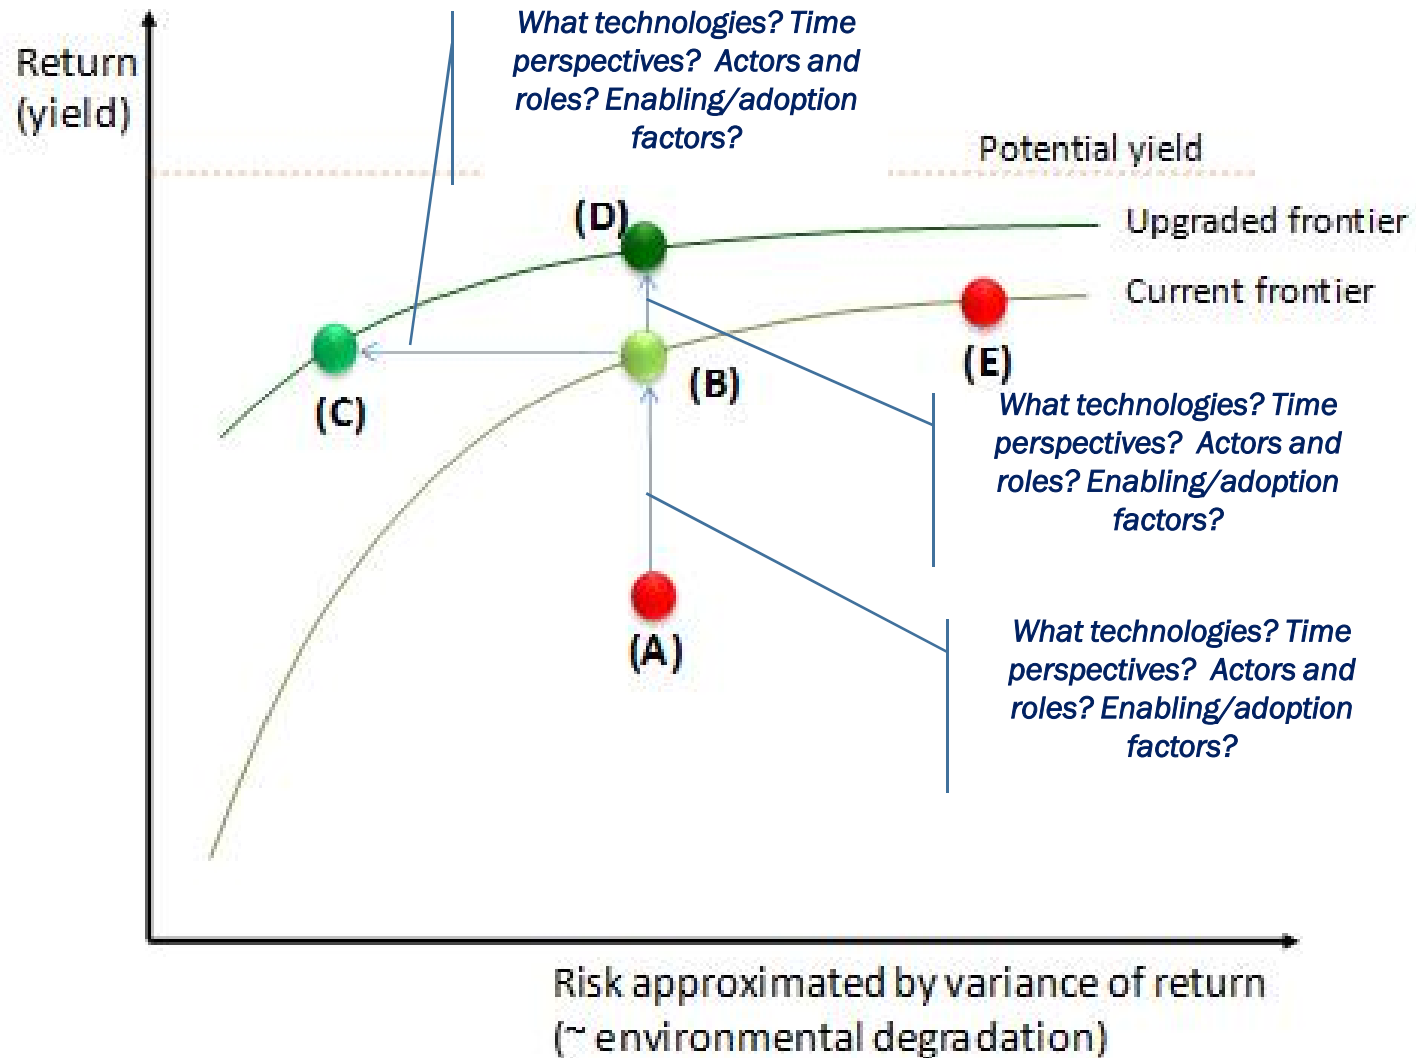 What technologies? Time
perspectives? Actors and
roles? Enabling/adoption
factors?
Return
(yield)
Potential yield
(D)
Upgraded frontier
Current frontier
(C)
(B)
(E)
What technologies? Time
perspectives? Actors and
roles? Enabling/adoption
factors?
(A)
What technologies? Time
perspectives? Actors and
roles? Enabling/adoption
factors?
Risk approximated by variance of return
(~ environmental degradation)